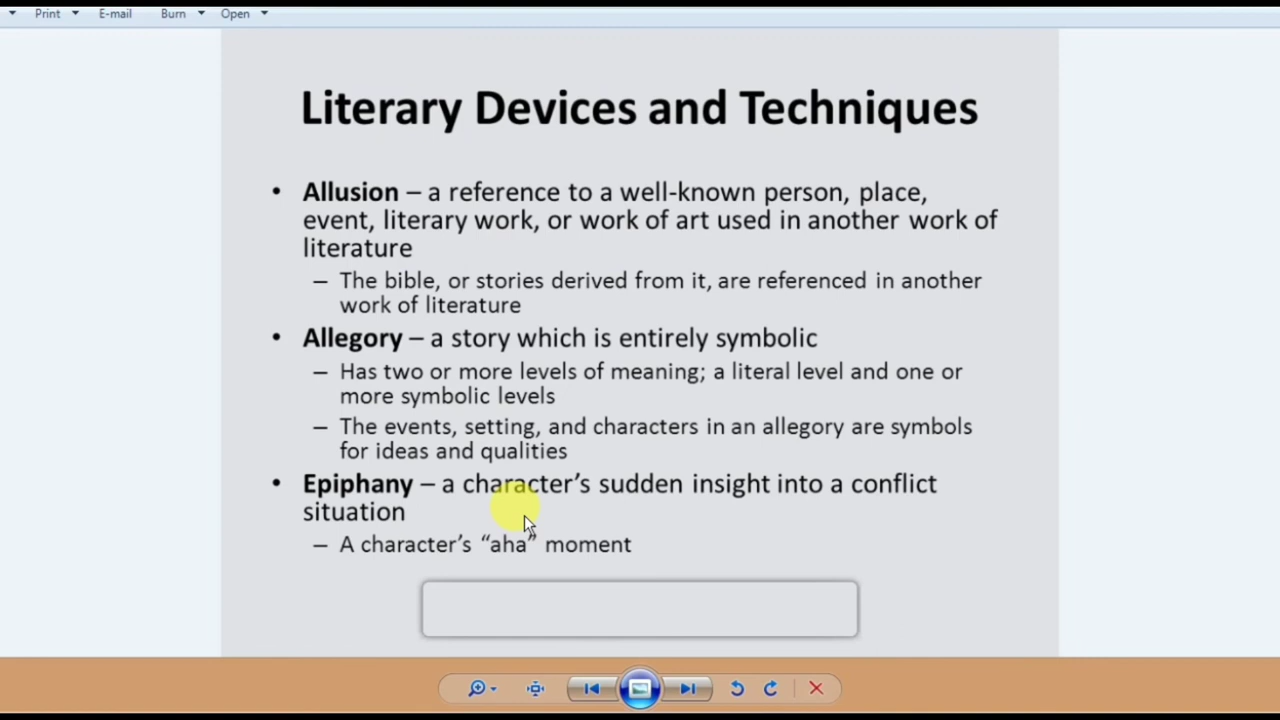 Print E-mail Burn Open
Literary Devices and Techniques
• Allusion – a reference to a well-known person, place,
event, literary work, or work of art used in another work of
literature
– The bible, or stories derived from it, are referenced in another
work of literature
• Allegory – a story which is entirely symbolic
– Has two or more levels of meaning; a literal level and one or
more symbolic levels
– The events, setting, and characters in an allegory are symbols
for ideas and qualities
• Epiphany – a character’s sudden insight into a conflict
situation
– A character’s “aha” moment